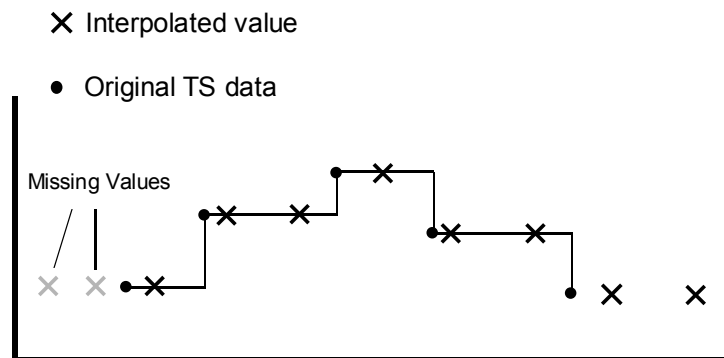 Interpolated value
Original TS data
Missing Values